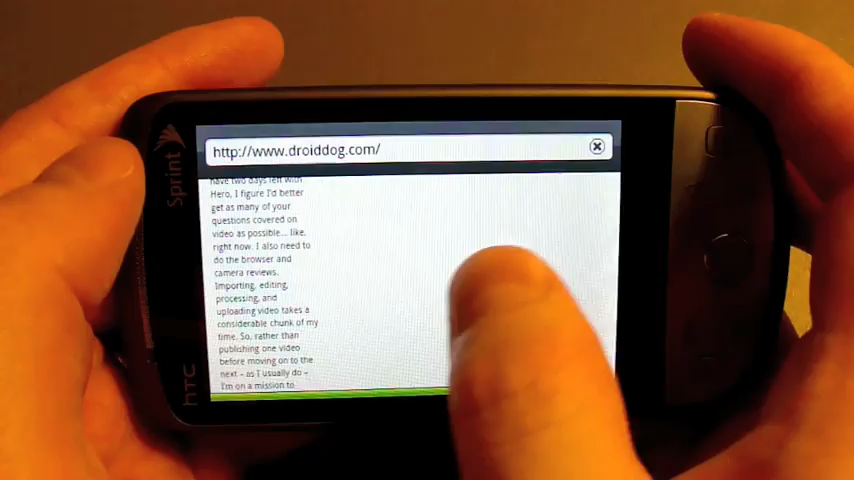 Sprint
hTC
http://www.droiddog.com/
have two days left with
Hero, I figure I'd better
get as many of your
questions covered on
video as possible... like,
right now. I also need to
do the browser and
camera reviews.
Importing, editing,
processing, and
uploading video takes a
considerable chunk of my
time. So, rather than
publishing one video
before moving on to the
next – as I usually do –
I'm on a mission to